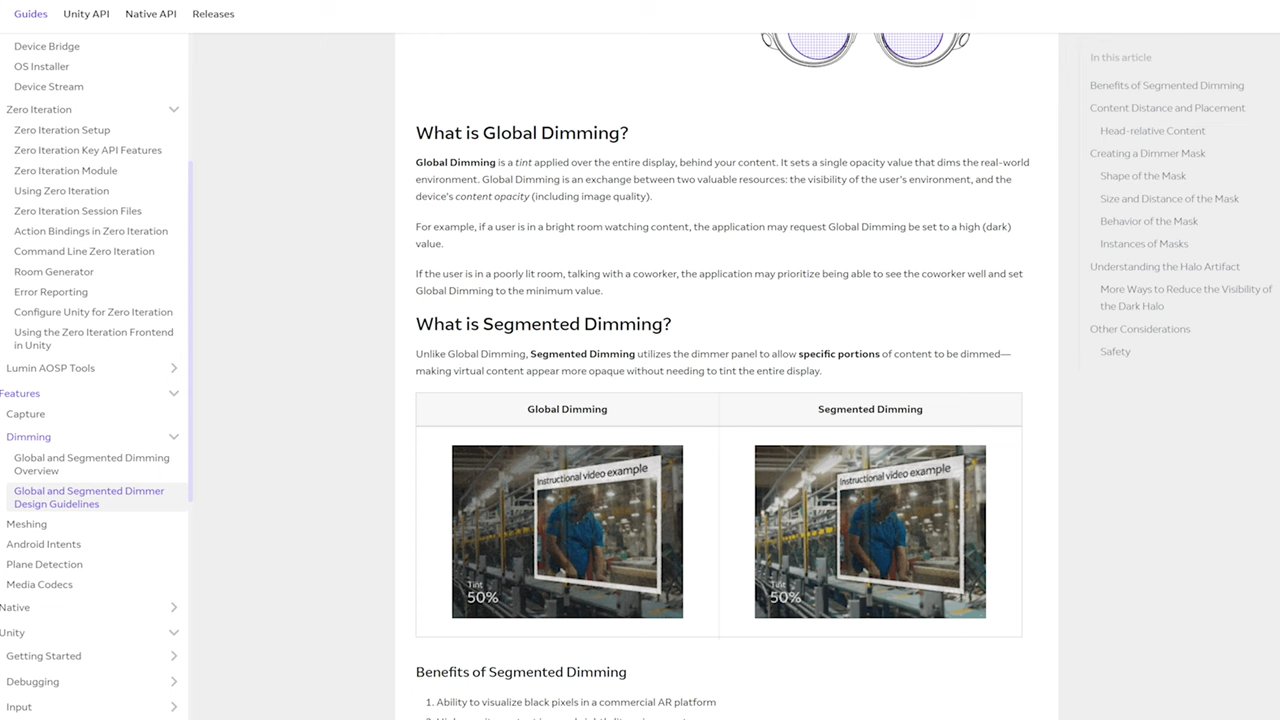 Guides Unity API Native API Releases
Device Bridge
OS Installer
Device Stream
Zero Iteration
Zero Iteration Setup
Zero Iteration Key API Features
Zero Iteration Module
Using Zero Iteration
Zero Iteration Session Files
Action Bindings in Zero Iteration
Command Line Zero Iteration
Room Generator
Error Reporting
Configure Unity for Zero Iteration
Using the Zero Iteration Frontend
in Unity
Lumin AOSP Tools
Features
Capture
Dimming
Global and Segmented Dimming
Overview
Global and Segmented Dimmer
Design Guidelines
Meshing
Android Intents
Plane Detection
Media Codecs
Native
Unity
Getting Started
Debugging
Input
What is Global Dimming?
Global Dimming is a tint applied over the entire display, behind your content. It sets a single opacity value that dims the real-world
environment. Global Dimming is an exchange between two valuable resources: the visibility of the user's environment, and the
device's content opacity (including image quality).
For example, if a user is in a bright room watching content, the application may request Global Dimming be set to a high (dark)
value.
If the user is in a poorly lit room, talking with a coworker, the application may prioritize being able to see the coworker well and set
Global Dimming to the minimum value.
What is Segmented Dimming?
Unlike Global Dimming, Segmented Dimming utilizes the dimmer panel to allow specific portions of content to be dimmed—
making virtual content appear more opaque without needing to tint the entire display.
Global Dimming Segmented Dimming
Instructional video example
Tint
50%
Instructional video example
Tint
50%
Benefits of Segmented Dimming
1. Ability to visualize black pixels in a commercial AR platform
In this article
Benefits of Segmented Dimming
Content Distance and Placement
Head-relative Content
Creating a Dimmer Mask
Shape of the Mask
Size and Distance of the Mask
Behavior of the Mask
Instances of Masks
Understanding the Halo Artifact
More Ways to Reduce the Visibility of
the Dark Halo
Other Considerations
Safety